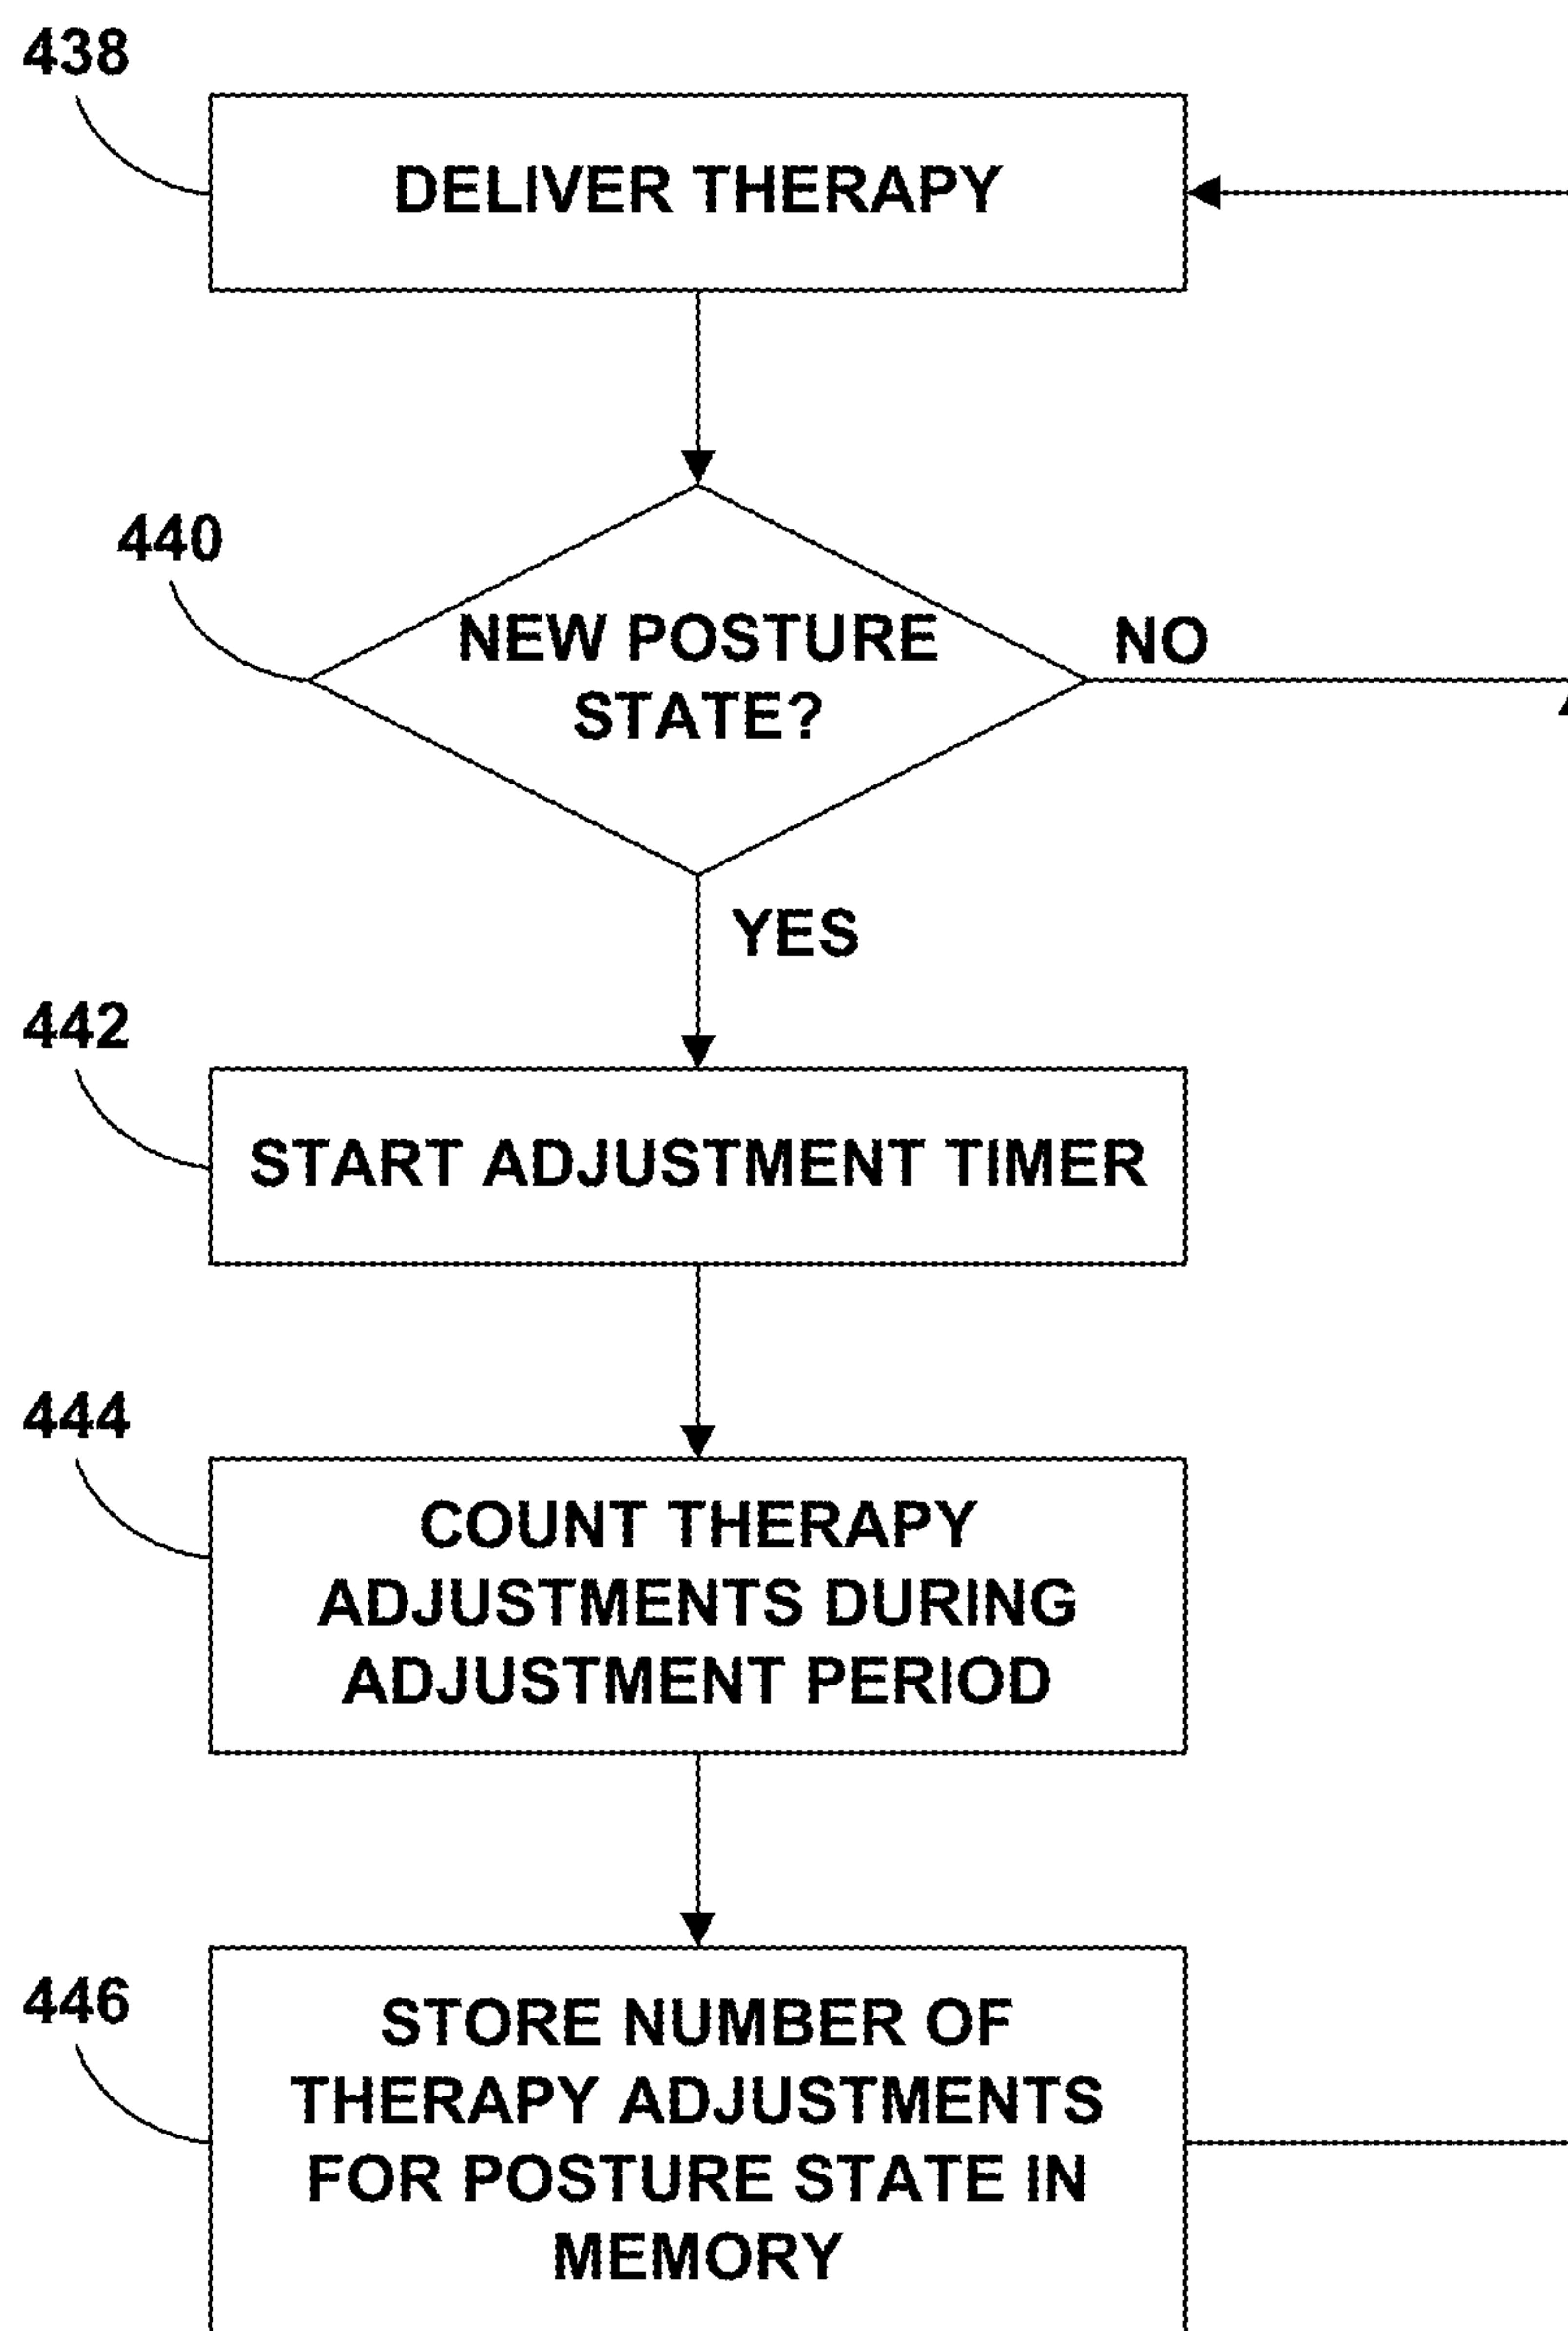 438
DELIVER THERAPY
440
NEW POSTURE
STATE?
NO
YES
442
START ADJUSTMENT TIMER
444
COUNT THERAPY
ADJUSTMENTS DURING
ADJUSTMENT PERIOD
446
STORE NUMBER OF
THERAPY ADJUSTMENTS
FOR POSTURE STATE IN
MEMORY